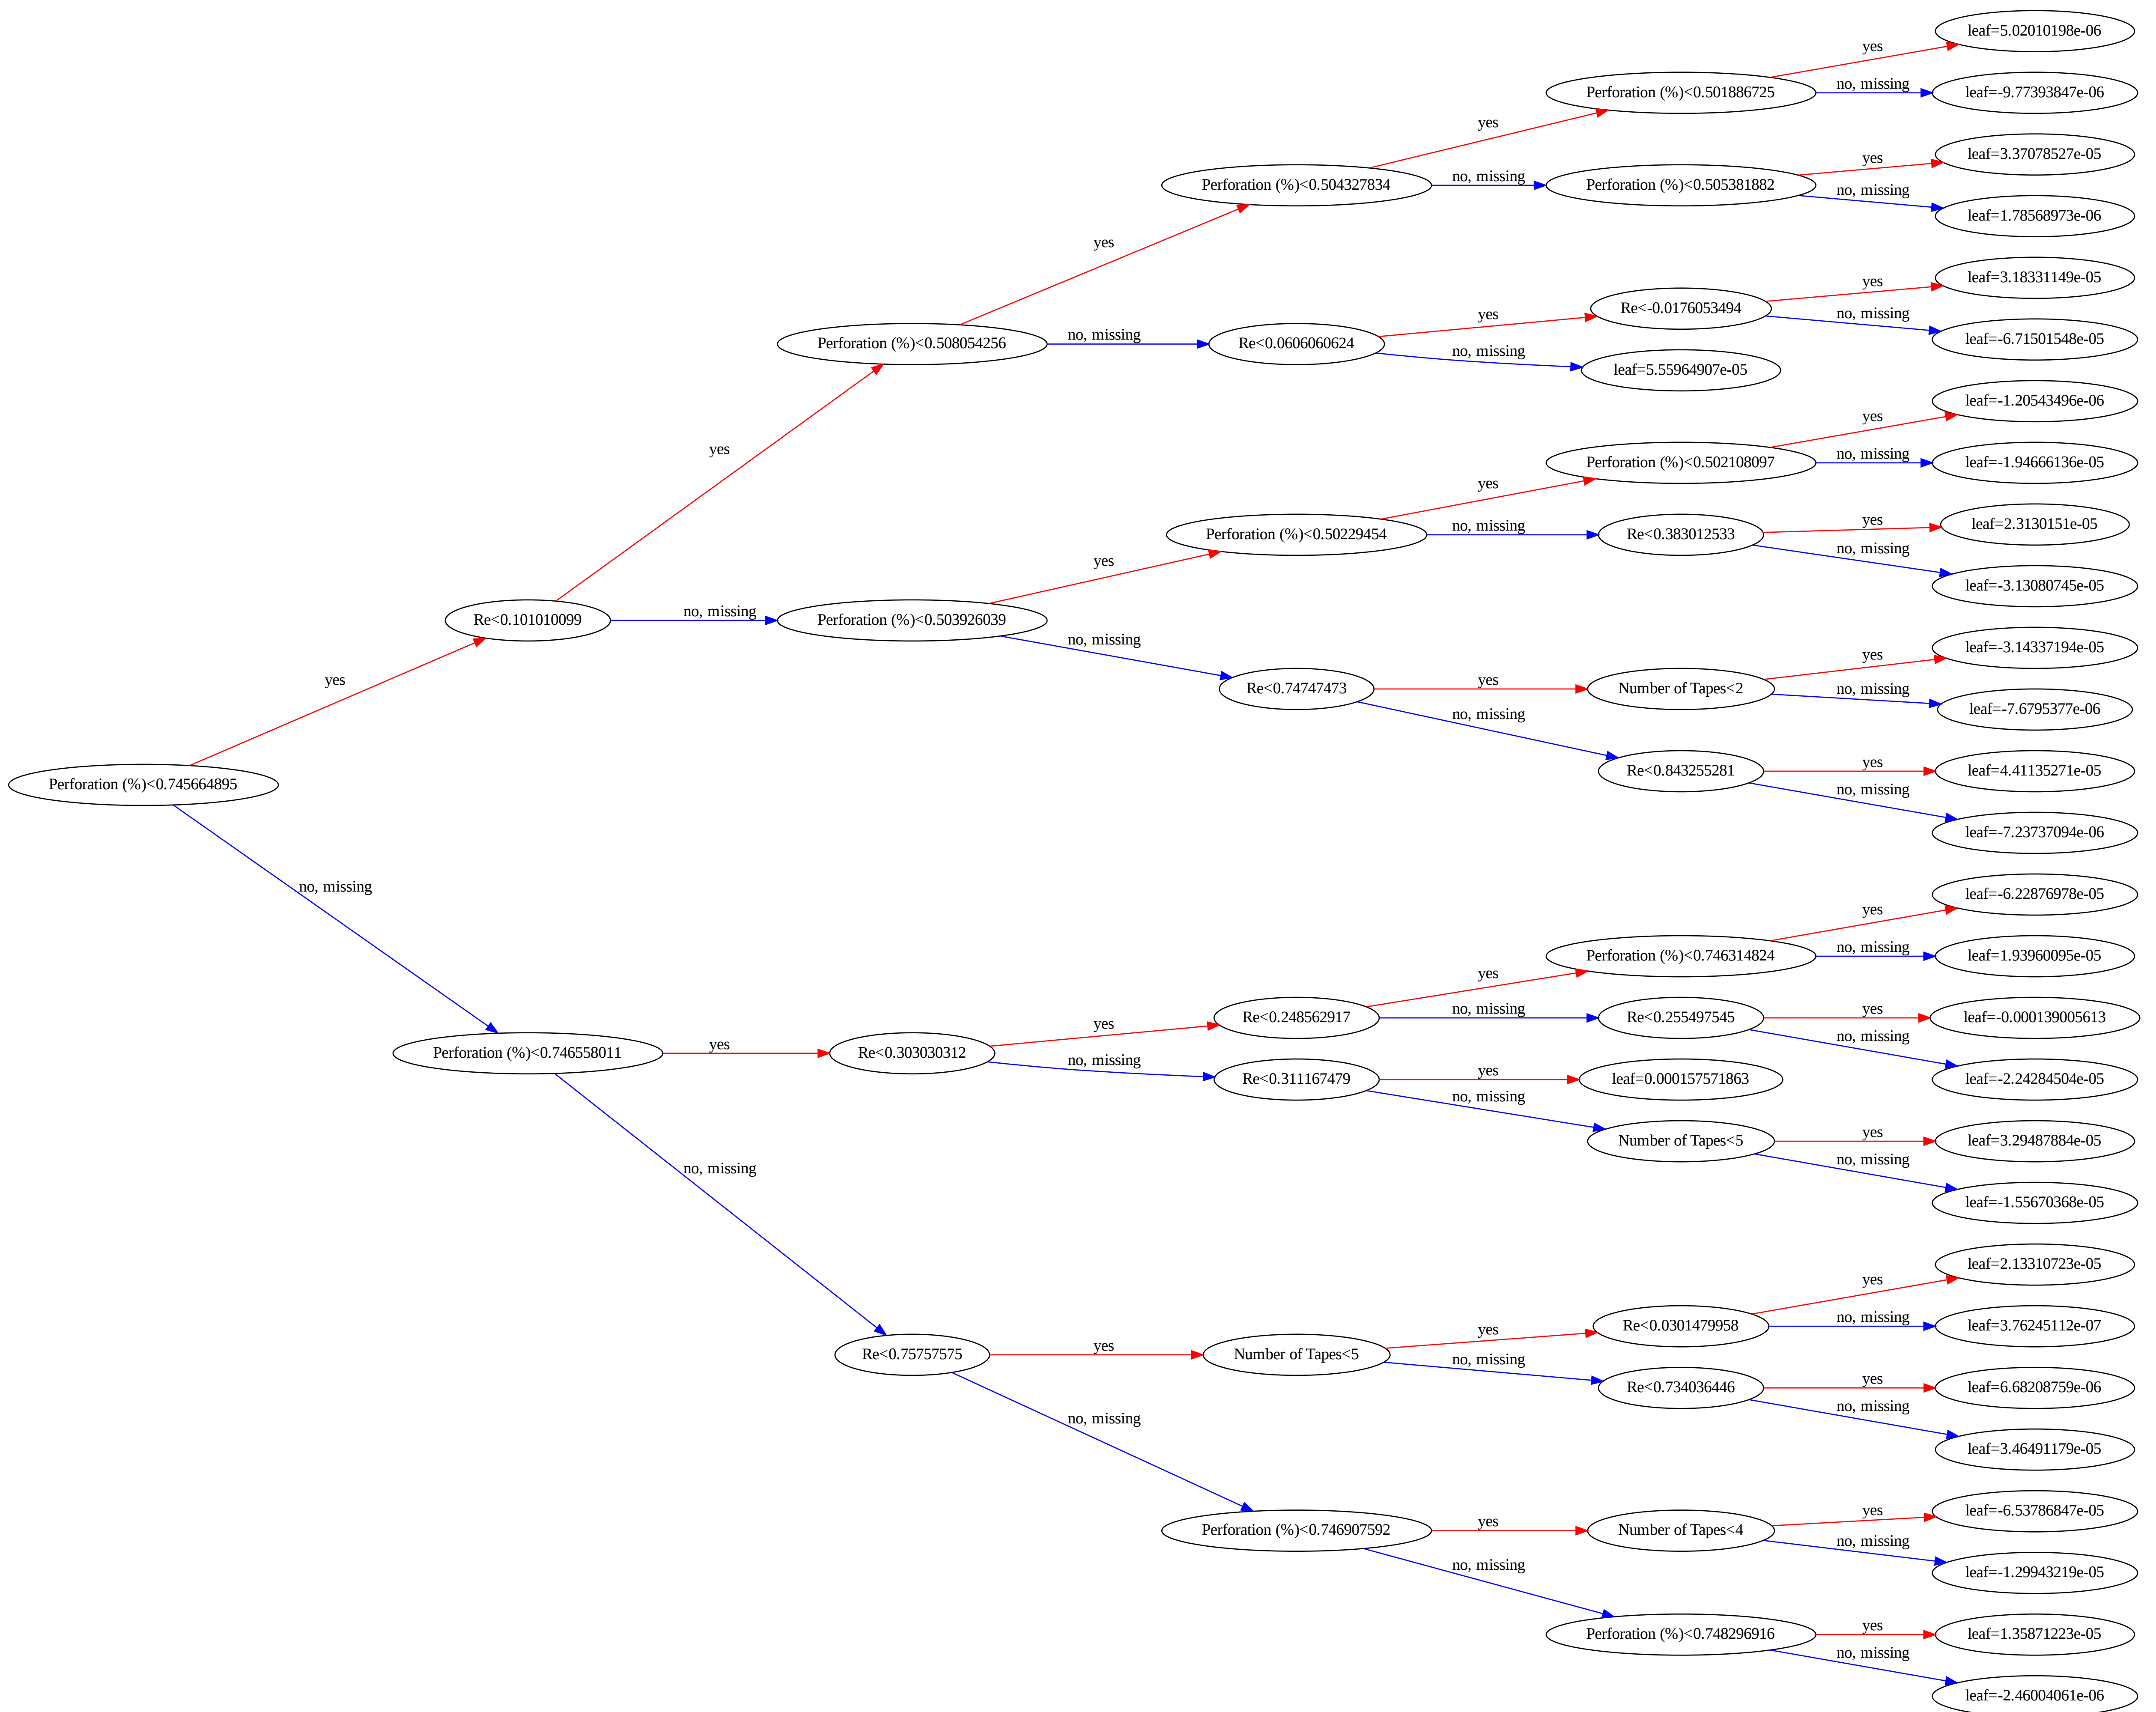 leaf=5.02010198e-06
yes
Perforation (%)<0.501886725
no, missing
leaf=-9.77393847e-06
yes
leaf=3.37078527e-05
yes
Perforation (%)<0.504327834
no, missing
Perforation (%)<0.505381882
no, missing
leaf=1.78568973e-06
yes
leaf=3.18331149e-05
yes
Re<-0.0176053494
no, missing
leaf=-6.71501548e-05
yes
Perforation (%)<0.508054256
no, missing
Re<0.0606060624
no, missing
leaf=5.55964907e-05
leaf=-1.20543496e-06
yes
Perforation (%)<0.502108097
no, missing
leaf=-1.94666136e-05
yes
yes
Perforation (%)<0.50229454
no, missing
Re<0.383012533
yes
leaf=2.3130151e-05
no, missing
leaf=-3.13080745e-05
yes
Re<0.101010099
no, missing
Perforation (%)<0.503926039
no, missing
leaf=-3.14337194e-05
yes
Re<0.74747473
yes
Number of Tapes<2
no, missing
leaf=-7.6795377e-06
no, missing
Re<0.843255281
yes
leaf=4.41135271e-05
no, missing
leaf=-7.23737094e-06
yes
Perforation (%)<0.745664895
no, missing
leaf=-6.22876978e-05
yes
Perforation (%)<0.746314824
no, missing
leaf=1.93960095e-05
yes
Re<0.248562917
no, missing
Re<0.255497545
yes
leaf=-0.000139005613
no, missing
leaf=-2.24284504e-05
yes
Perforation (%)<0.746558011
yes
Re<0.303030312
no, missing
Re<0.311167479
yes
leaf=0.000157571863
no, missing
Number of Tapes<5
yes
leaf=3.29487884e-05
no, missing
leaf=-1.55670368e-05
no, missing
leaf=2.13310723e-05
yes
Re<0.0301479958
no, missing
leaf=3.76245112e-07
yes
Re<0.75757575
yes
Number of Tapes<5
no, missing
Re<0.734036446
yes
leaf=6.68208759e-06
no, missing
leaf=3.46491179e-05
no, missing
Perforation (%)<0.746907592
yes
Number of Tapes<4
yes
leaf=-6.53786847e-05
no, missing
leaf=-1.29943219e-05
no, missing
Perforation (%)<0.748296916
yes
leaf=1.35871223e-05
no, missing
leaf=-2.46004061e-06